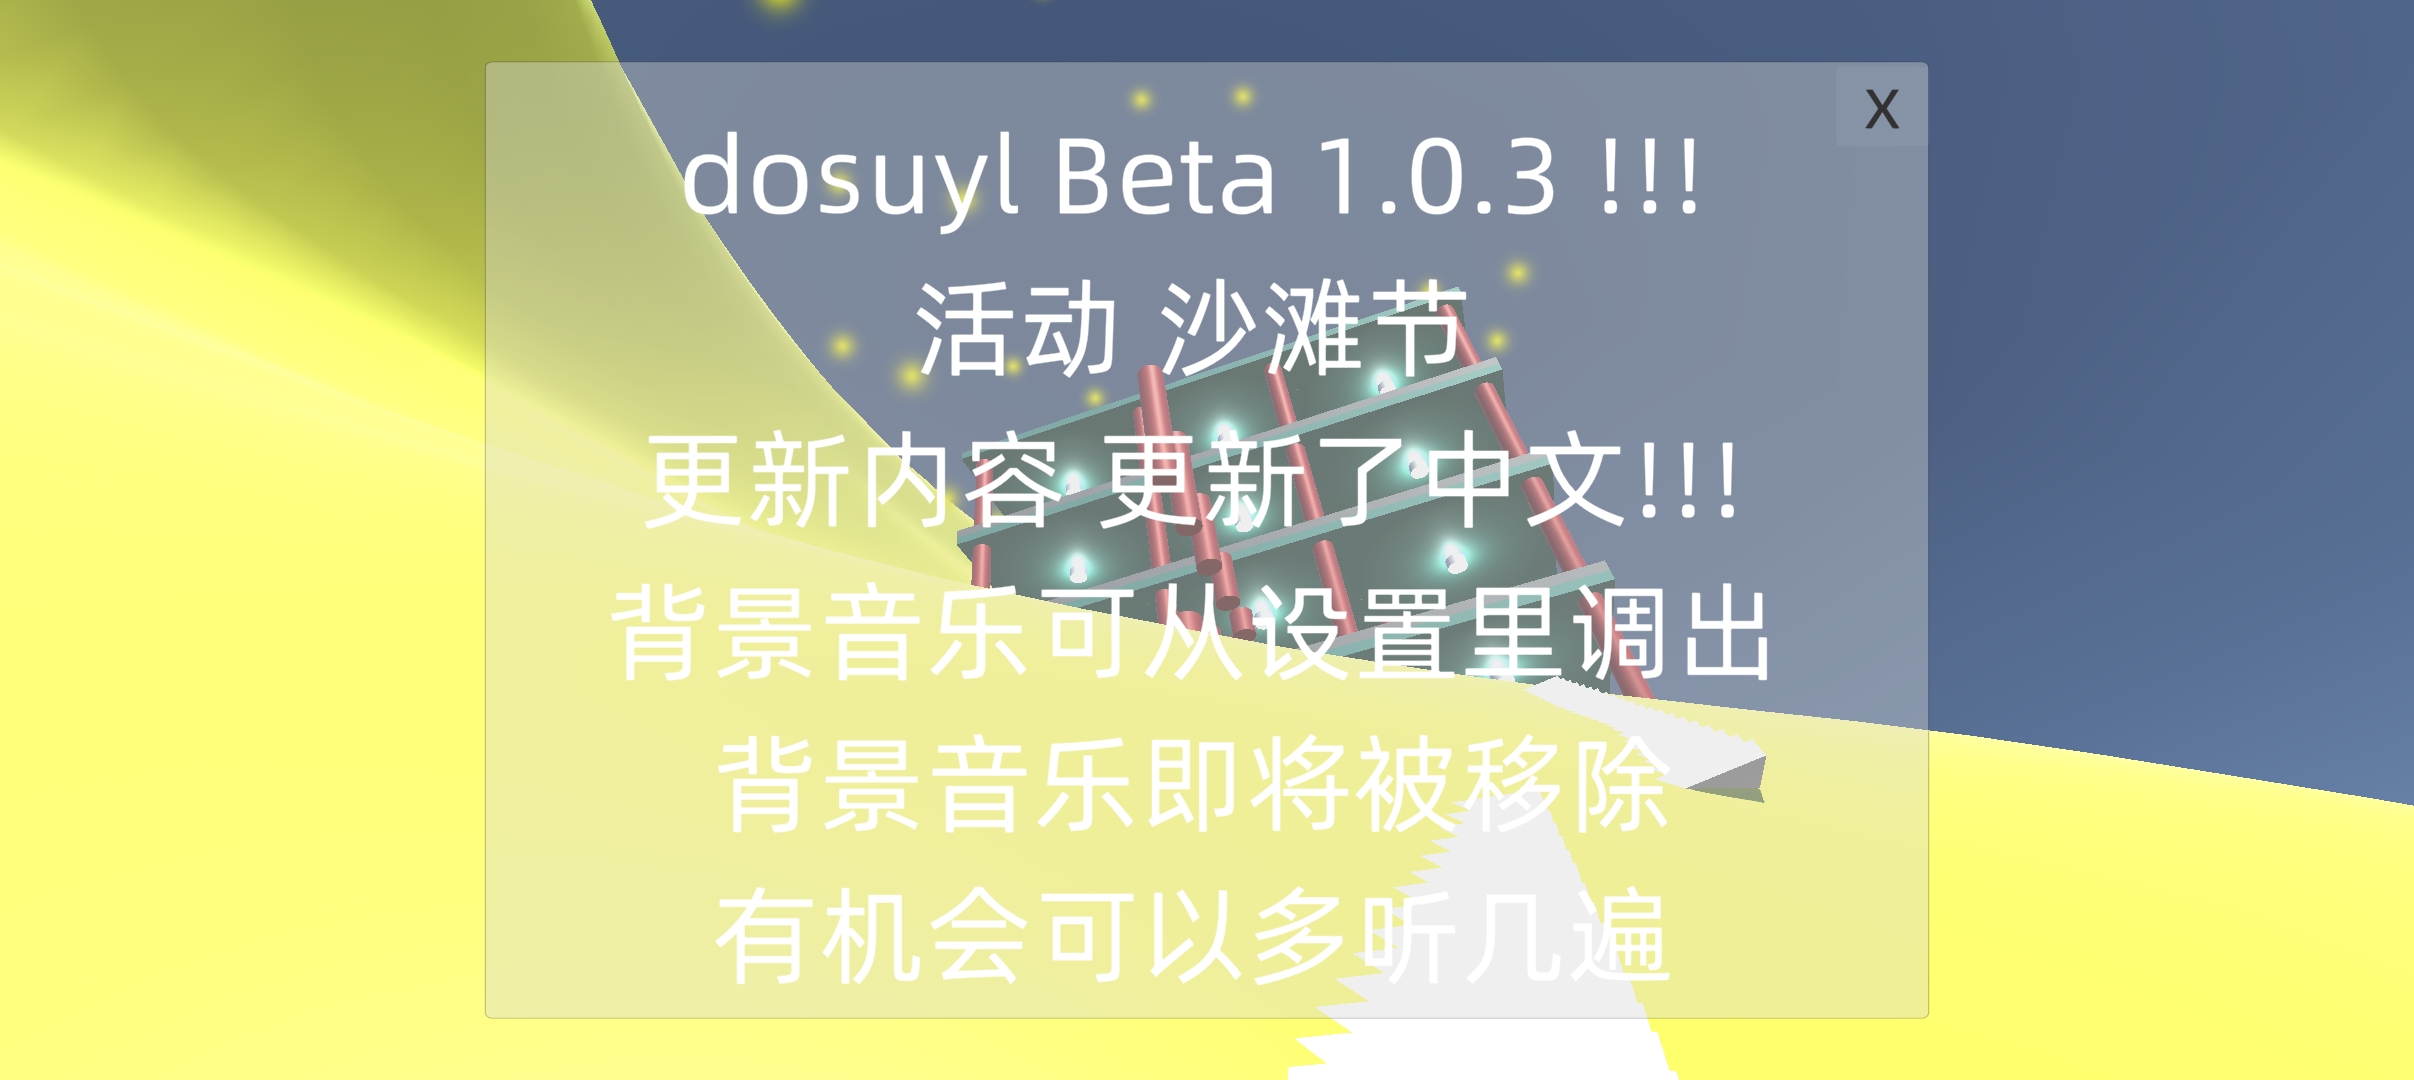 X
dosuyl Beta 1.0.3 !!!
活动 沙滩节
更新内容 更新了中文!!!
背景音乐可从设置里调出
背景音乐即将被移除
有机会可以多听几遍